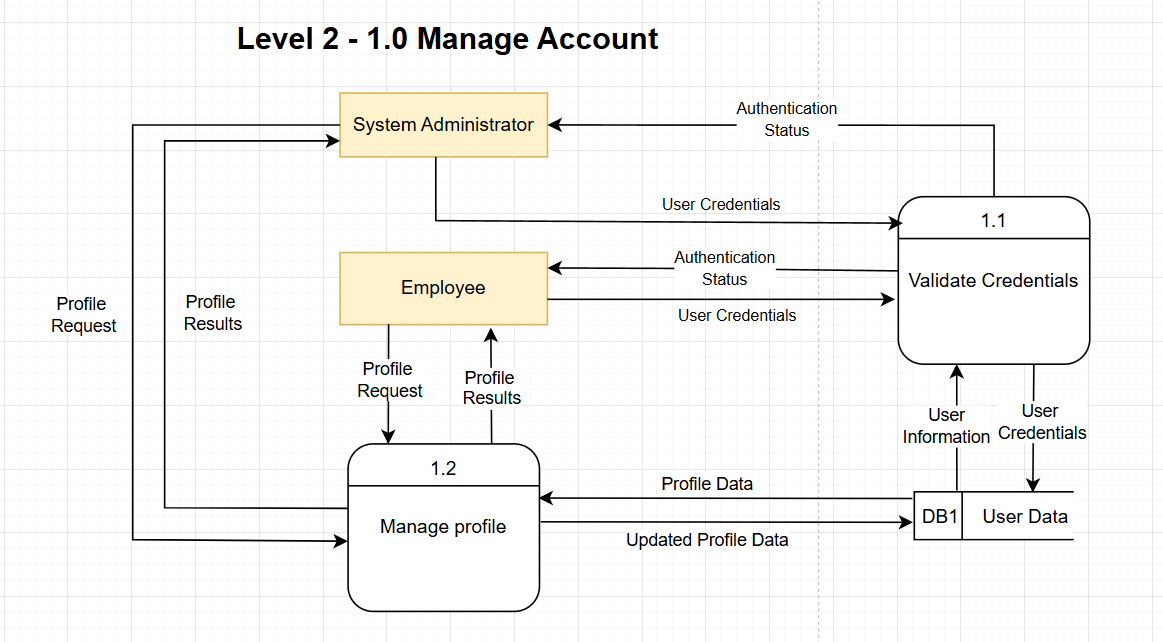 Level 2 - 1.0 Manage Account
System Administrator
Authentication
Status
User Credentials
1.1
Validate Credentials
Employee
Authentication
Status
User Credentials
Profile
Request
Profile
Results
Profile
Request
Profile
Results
User
Information
User
Credentials
1.2
Manage profile
Profile Data
Updated Profile Data
DB1
User Data